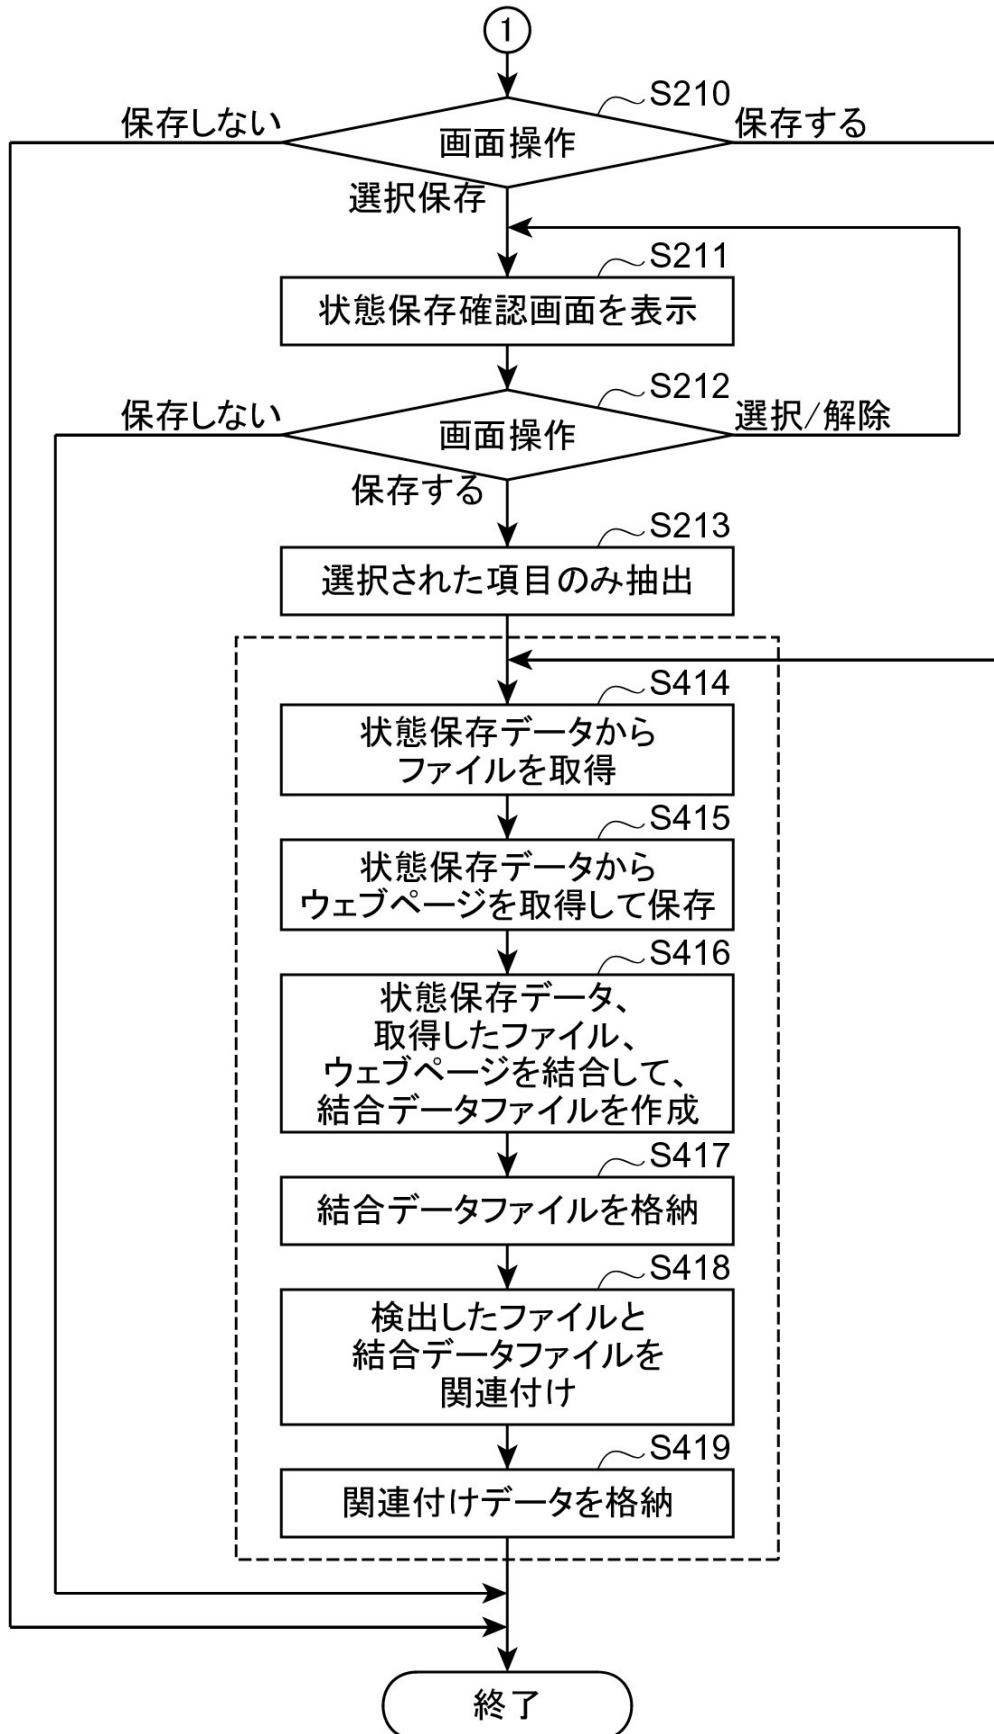 1
S210
保存しない
画面操作
保存する
選択保存
S211
状態保存確認画面を表示
S212
保存しない
画面操作
選択/解除
保存する
S213
選択された項目のみ抽出
S414
状態保存データから
ファイルを取得
S415
状態保存データから
ウェブページを取得して保存
S416
状態保存データ、
取得したファイル、
ウェブページを結合して、
結合データファイルを作成
S417
結合データファイルを格納
S418
検出したファイルと
結合データファイルを
関連付け
S419
関連付けデータを格納
終了